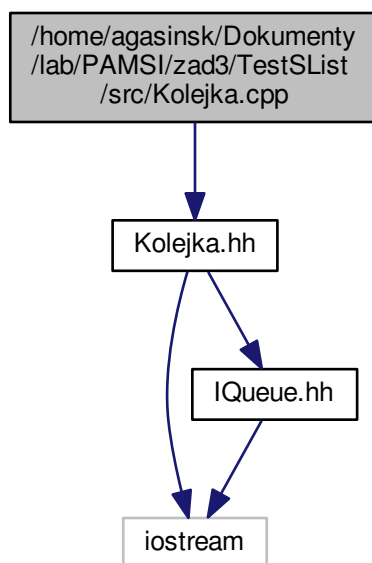 /home/agasinsk/Dokumenty
/lab/PAMSI/zad3/TestSList
/src/Kolejka.cpp
Kolejka.hh
IQueue.hh
iostream